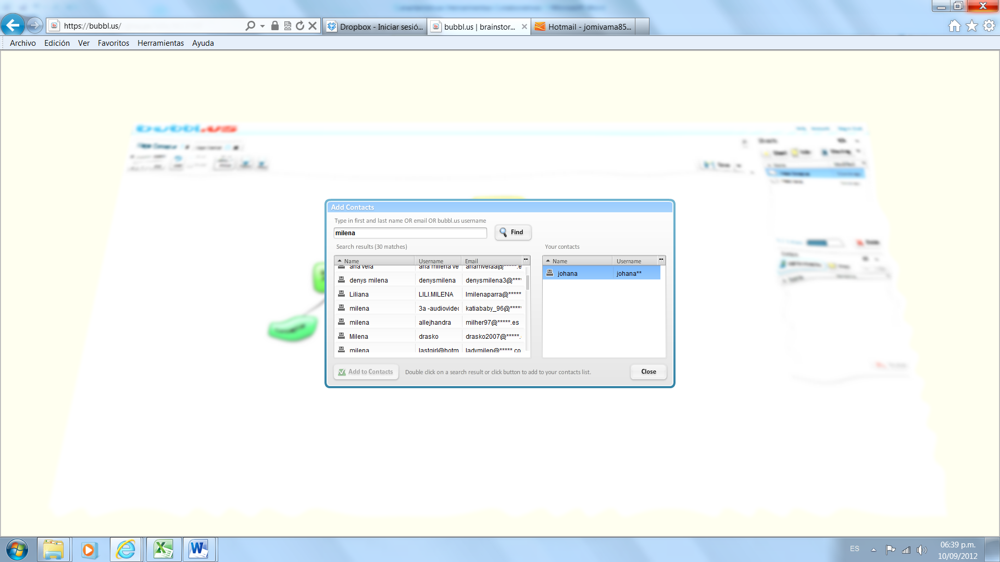 https://bubbl.us/
Dropbox - Iniciar sesió...
bubbl.us | brainstor...
Hotmail - jomivama85...
Archivo Edición Ver Favoritos Herramientas Ayuda
bubbl.us
Add Contacts
Type in first and last name OR email OR bubbl.us username
milena
Find
Search results (30 matches)
Your contacts
Name Username Email
Name Username
ana vela ana milena ve
denys milena denysmilena denysmilena3@****
Liliana LILI.MILENA lmilenaparra@*****
milena 3a -audiovideo katiababy_96@*****
milena allejhandra milher97@*****.es
Milena drasko drasko2007@*****.
milena lastgirl@hotm ladymilen@*****.co
johana johana**
Add to Contacts
Double click on a search result or click button to add to your contacts list.
Close
ES
06:39 p.m.
10/09/2012